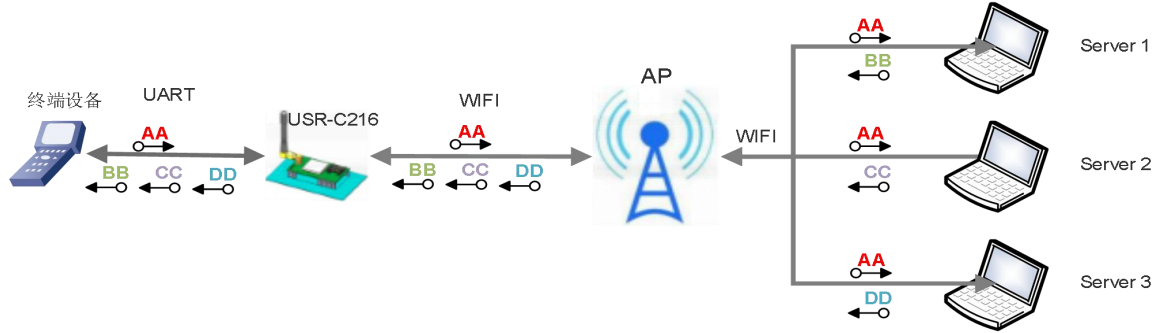 终端设备
UART
AA
BB
CC
DD
USR-C216
WIFI
AA
BB
CC
DD
AP
WIFI
AA
BB
Server 1
AA
CC
Server 2
AA
DD
Server 3